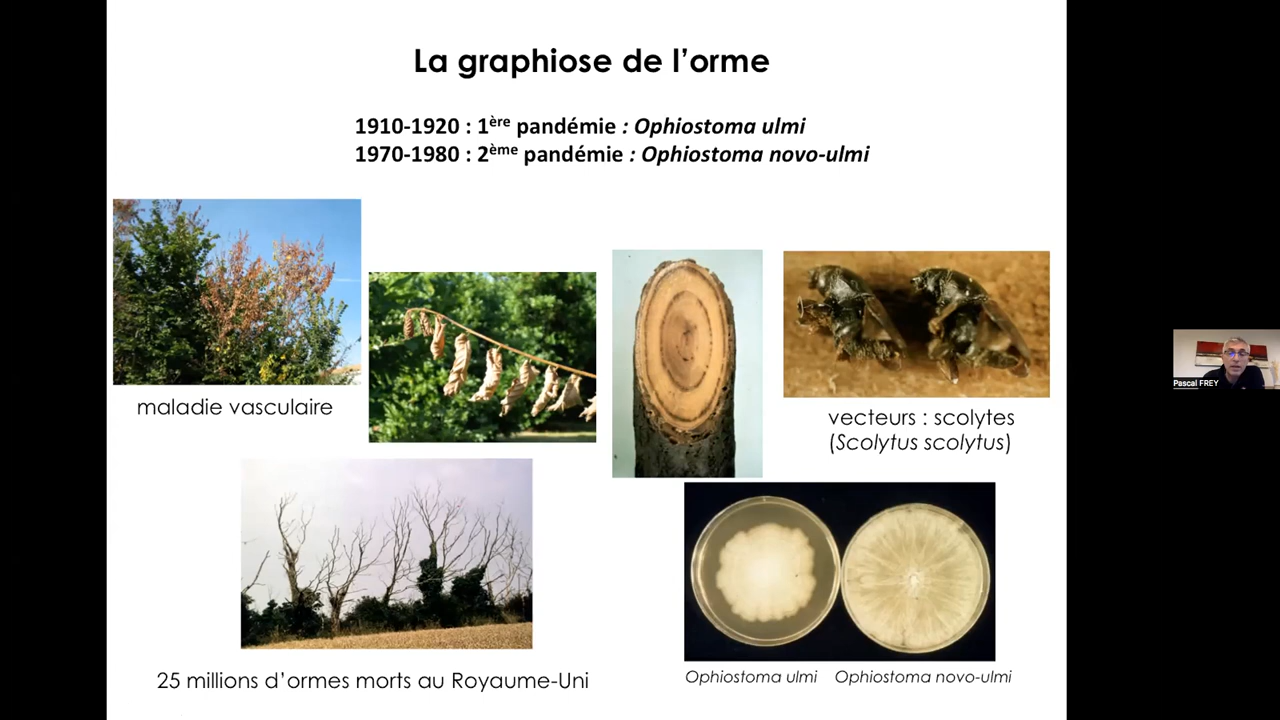 La graphiose de l’orme
1910-1920 : 1ère pandémie : Ophiostoma ulmi
1970-1980 : 2ème pandémie : Ophiostoma novo-ulmi
maladie vasculaire
vecteurs : scolytes
(Scolytus scolytus)
25 millions d’ormes morts au Royaume-Uni
Ophiostoma ulmi
Ophiostoma novo-ulmi
Pascal FREY